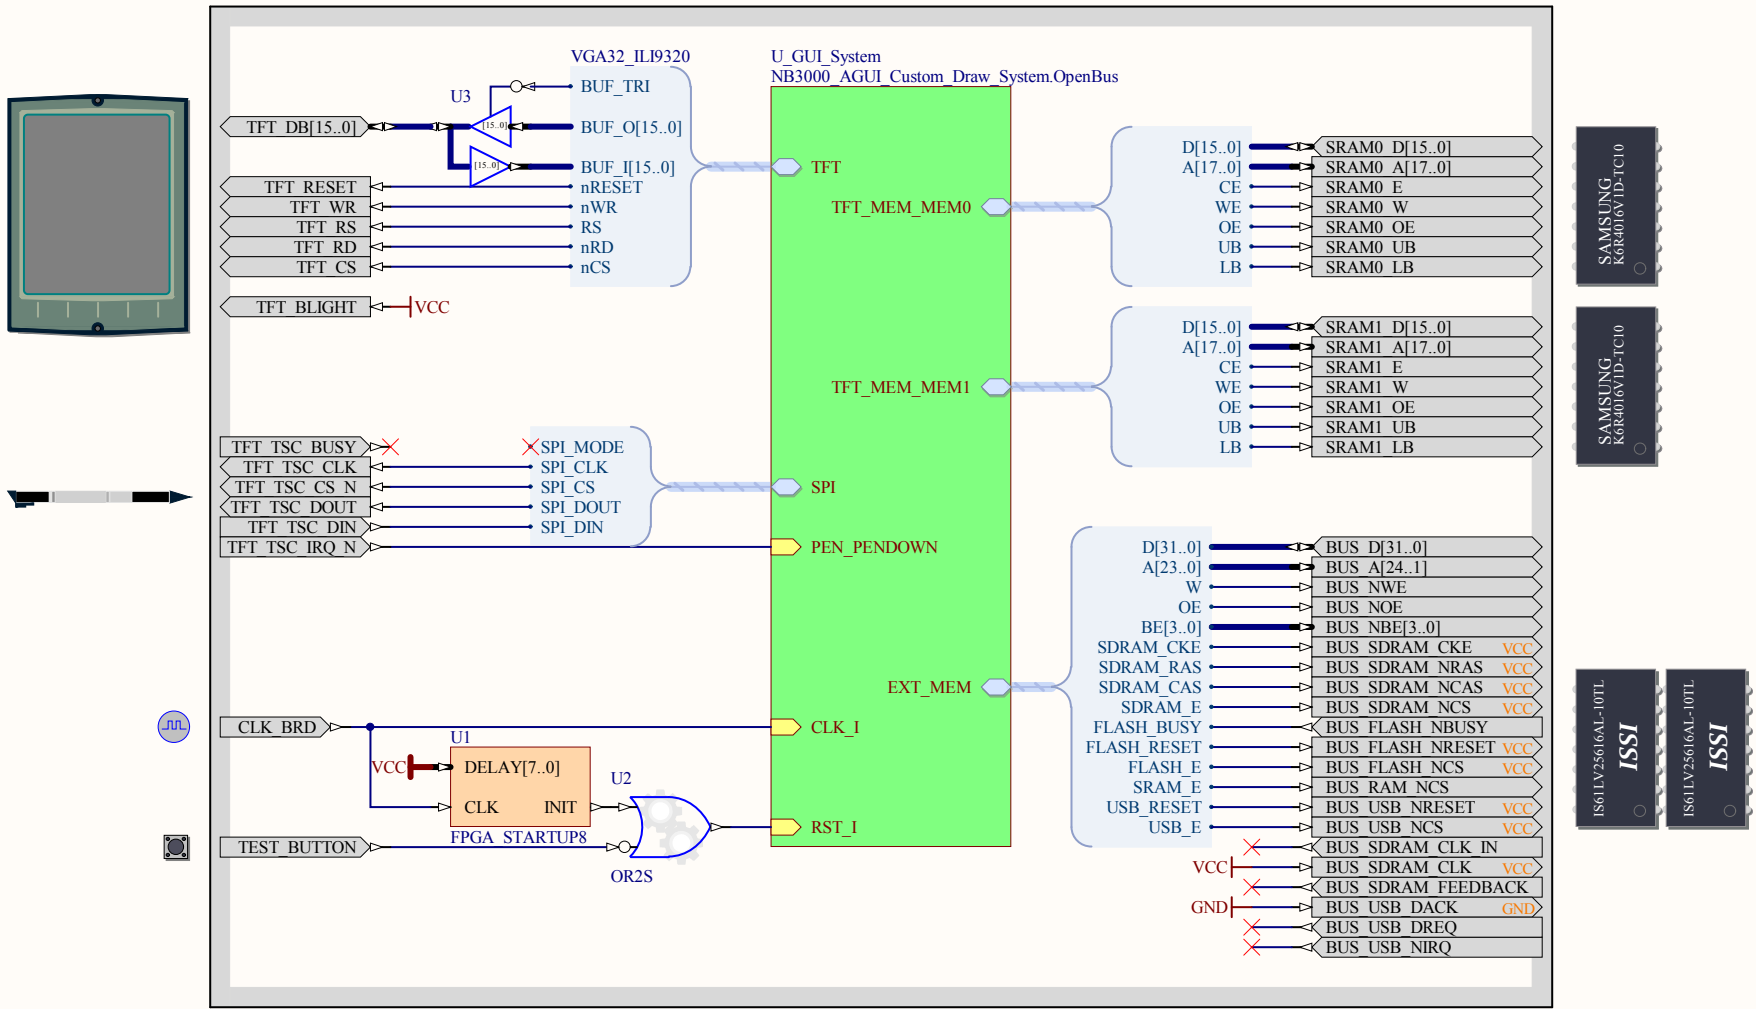 VGA32_ILI9320
U_GUI_System
NB3000_AGUI_Custom_Draw_System.OpenBus
U3
BUF_TRI
TFT_DB[15..0]
[15..0]
BUF_O[15..0]
[15..0]
BUF_I[15..0]
TFT_RESET
nRESET
TFT_WR
nWR
TFT_RS
RS
TFT_RD
nRD
TFT_CS
nCS
TFT_BLIGHT
VCC
TFT
TFT_MEM_MEM0
D[15..0]
SRAM0_D[15..0]
A[17..0]
SRAM0_A[17..0]
CE
SRAM0_E
WE
SRAM0_W
OE
SRAM0_OE
UB
SRAM0_UB
LB
SRAM0_LB
SAMSUNG
K6R4016V1D-TC10
TFT_MEM_MEM1
D[15..0]
SRAM1_D[15..0]
A[17..0]
SRAM1_A[17..0]
CE
SRAM1_E
WE
SRAM1_W
OE
SRAM1_OE
UB
SRAM1_UB
LB
SRAM1_LB
SAMSUNG
K6R4016V1D-TC10
TFT_TSC_BUSY
SPI_MODE
TFT_TSC_CLK
SPI_CLK
TFT_TSC_CS_N
SPI_CS
TFT_TSC_DOUT
SPI_DOUT
TFT_TSC_DIN
SPI_DIN
TFT_TSC_IRQ_N
SPI
PEN_PENDOWN
EXT_MEM
D[31..0]
BUS_D[31..0]
A[23..0]
BUS_A[24..1]
W
BUS_NWE
OE
BUS_NOE
BE[3..0]
BUS_NBE[3..0]
SDRAM_CKE
BUS_SDRAM_CKE VCC
SDRAM_RAS
BUS_SDRAM_NRAS VCC
SDRAM_CAS
BUS_SDRAM_NCAS VCC
SDRAM_E
BUS_SDRAM_NCS VCC
FLASH_BUSY
BUS_FLASH_NBUSY
FLASH_RESET
BUS_FLASH_NRESET VCC
FLASH_E
BUS_FLASH_NCS VCC
SRAM_E
BUS_RAM_NCS
USB_RESET
BUS_USB_NRESET VCC
USB_E
BUS_USB_NCS VCC
BUS_SDRAM_CLK_IN
VCC
BUS_SDRAM_CLK VCC
BUS_SDRAM_FEEDBACK
GND
BUS_USB_DACK GND
BUS_USB_DREQ
BUS_USB_NIRQ
IS61LV25616AL-10TL
ISSI
IS61LV25616AL-10TL
ISSI
CLK_BRD
CLK_I
U1
VCC
DELAY[7..0]
CLK
INIT
FPGA_STARTUP8
U2
OR2S
RST_I
TEST_BUTTON